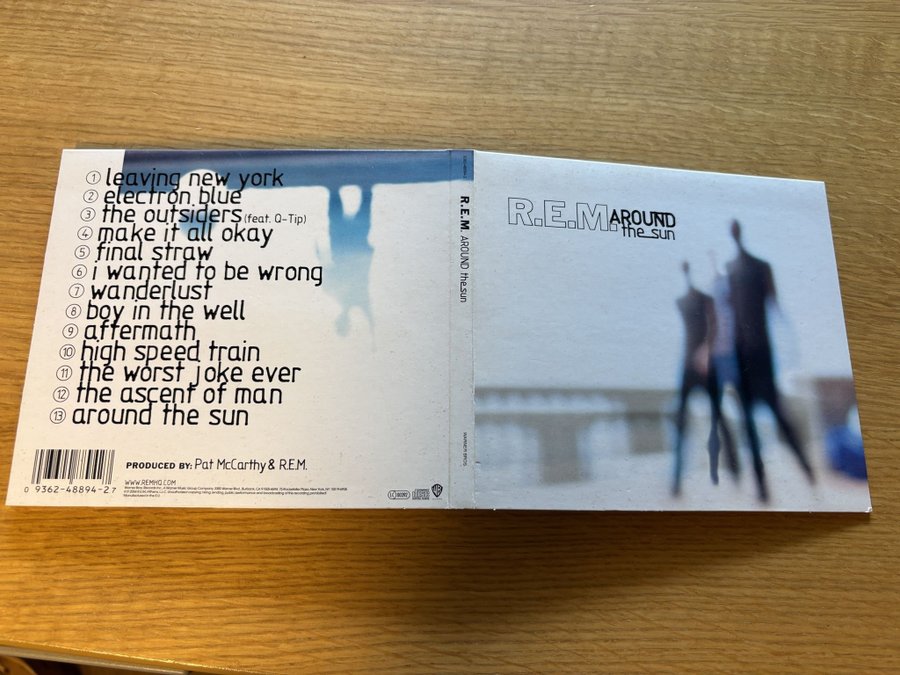 1 leaving new york
2 electron blue
3 the outsiders (feat. Q-Tip)
4 make it all okay
5 final straw
6 i wanted to be wrong
7 wanderlust
8 boy in the well
9 aftermath
10 high speed train
11 the worst joke ever
12 the ascent of man
13 around the sun
0 9362-48894-2 7
PRODUCED BY: Pat McCarthy & R.E.M.
WWW.REMHQ.COM
R.E.M. AROUND the sun
WARNER BROS.
R.E.M. AROUND
the sun